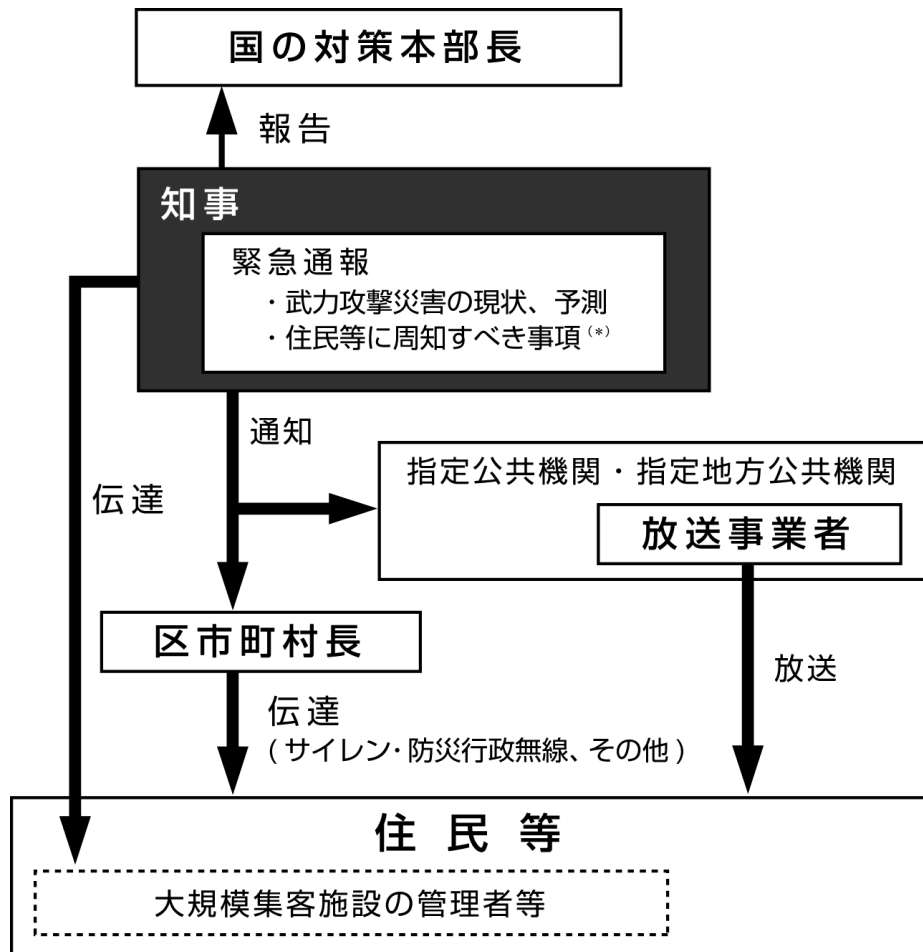 国の対策本部長
報告
知事
緊急通報
・武力攻撃災害の現状、予測
・住民等に周知すべき事項(*)
通知
伝達
指定公共機関・指定地方公共機関
放送事業者
区市町村長
放送
伝達
(サイレン・防災行政無線、その他)
住民等
大規模集客施設の管理者等